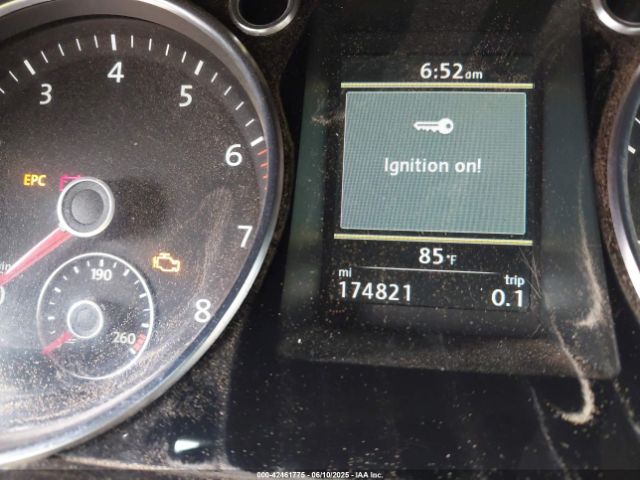 3 4 5 6 7 8
EPC
190
260
6:52am
Ignition on!
85°F
mi
trip
174821
0.1
000-42461775 - 06/10/2025 - IAA Inc.